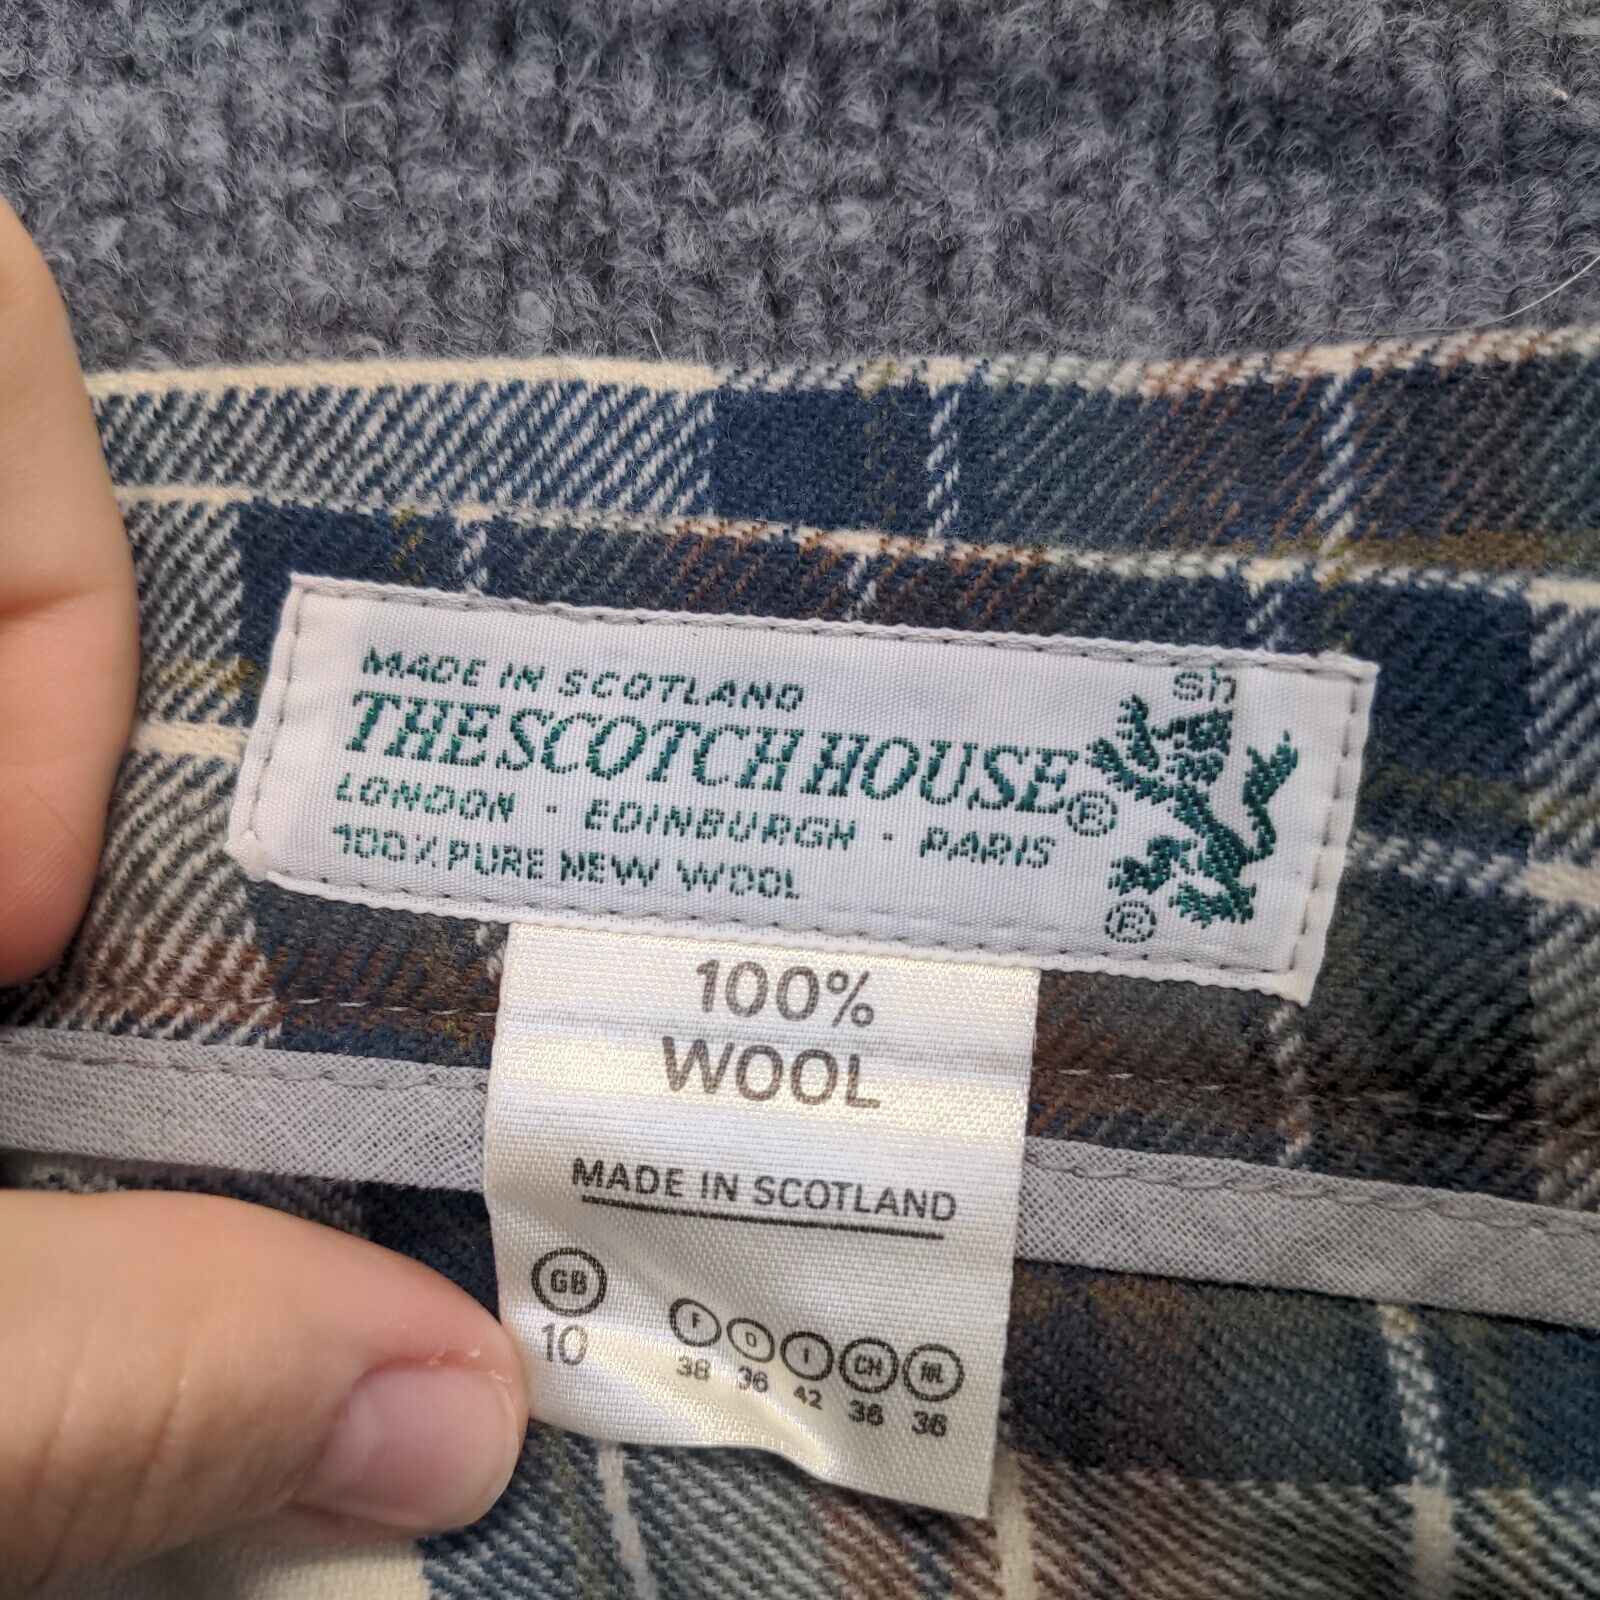 MADE IN SCOTLAND
sh
THE SCOTCH HOUSE®
LONDON · EDINBURGH · PARIS
100% PURE NEW WOOL
®
100%
WOOL
MADE IN SCOTLAND
GB F D I CH NL
10 38 36 42 36 36